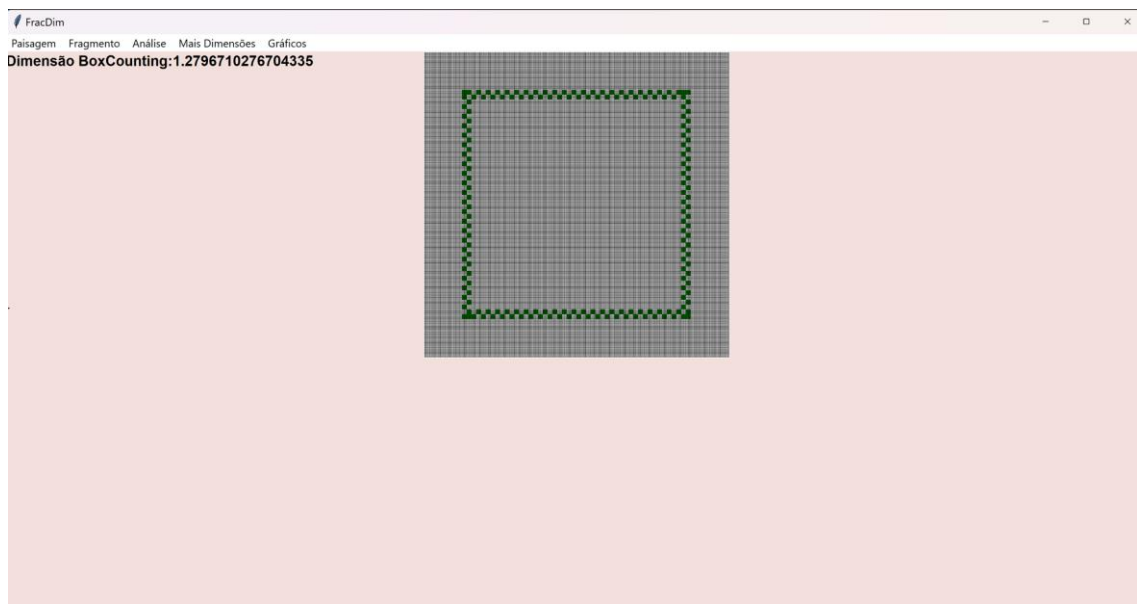 FracDim
Paisagem Fragmento Análise Mais Dimensões Gráficos
Dimensão BoxCounting:1.2796710276704335